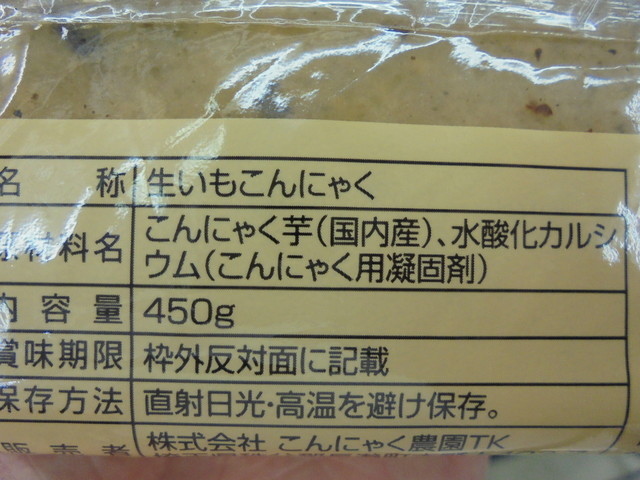 名 称 生いもこんにゃく
原材料名 こんにゃく芋(国内産)、水酸化カルシ
ウム(こんにゃく用凝固剤)
内容量 450g
賞味期限 枠外反対面に記載
保存方法 直射日光・高温を避け保存。
販売者 株式会社 こんにゃく農園TK